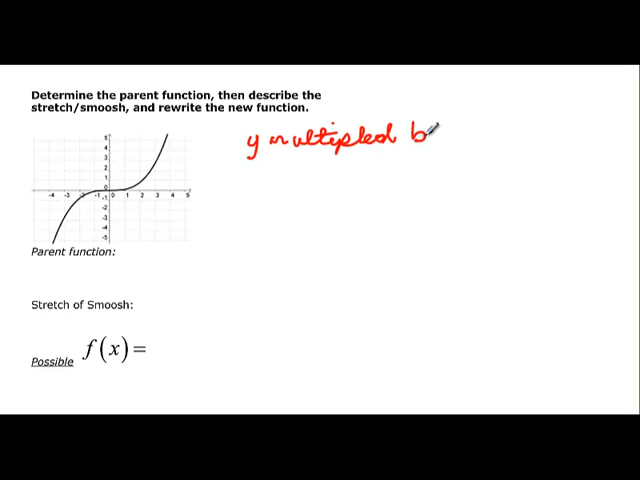 Determine the parent function, then describe the
stretch/smoosh, and rewrite the new function.
y multipled b
5
4
3
2
1
0
-4 -3 -2 -1 0 1 2 3 4 5
-1
-2
-3
-4
-5
Parent function:
Stretch of Smoosh:
Possible f(x)=